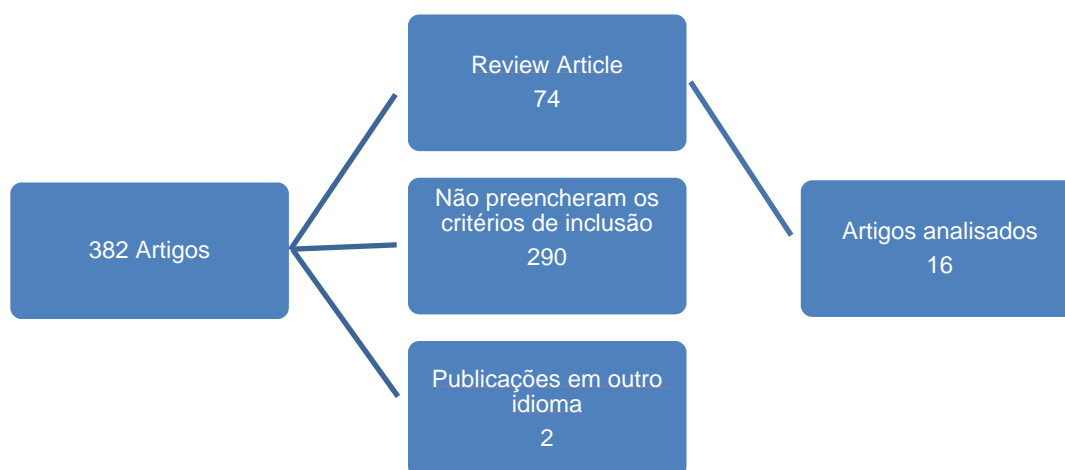 382 Artigos
Review Article
74
Não preencheram os
critérios de inclusão
290
Publicações em outro
idioma
2
Artigos analisados
16